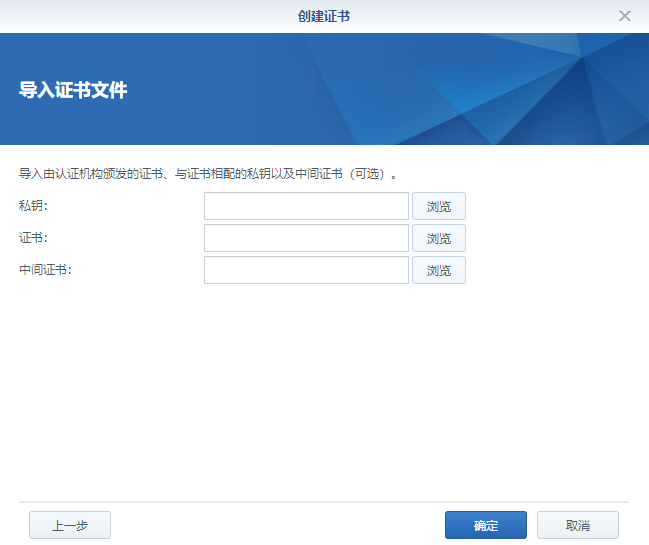 创建证书
导入证书文件
导入由认证机构颁发的证书、与证书相配的私钥以及中间证书（可选）。
私钥:
浏览
证书:
浏览
中间证书:
浏览
上一步
确定
取消